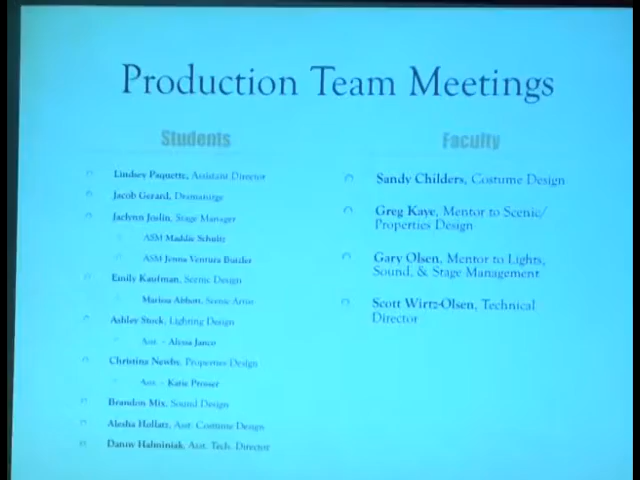 Production Team Meetings
Students
Lindsey Paquette, Assistant Director
Jacob Gerard, Dramaturge
Jaclynn Joslin, Stage Manager
ASM Maddie Schultz
ASM Jenna Ventura Butzler
Emily Kaufman, Scenic Design
Marissa Abbott, Scenic Artist
Ashley Stock, Lighting Design
Asst. - Alyssa
Christina Newby, Properties Design
Asst. - Katie Prosser
Brandon Mix, Sound Design
Alesha Hollatz, Asst. Costume Design
Danny Halminiak, Asst. Tech. Director
Faculty
Sandy Childers, Costume Design
Greg Kaye, Mentor to Scenic/
Properties Design
Gary Olsen, Mentor to Lights,
Sound, & Stage Management
Scott Wirtz-Olsen, Technical
Director